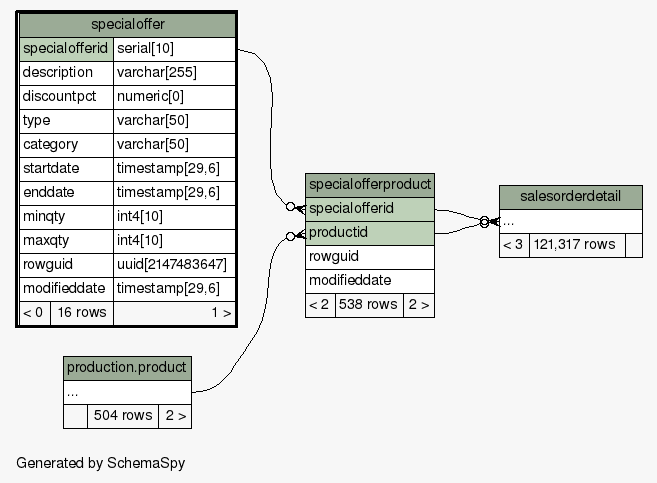 specialoffer
specialofferid serial[10]
description varchar[255]
discountpct numeric[0]
type varchar[50]
category varchar[50]
startdate timestamp[29,6]
enddate timestamp[29,6]
minqty int4[10]
maxqty int4[10]
rowguid uuid[2147483647]
modifieddate timestamp[29,6]
< 0 16 rows 1 >
specialofferproduct
specialofferid
productid
rowguid
modifieddate
< 2 538 rows 2 >
salesorderdetail
...
< 3 121,317 rows
production.product
...
504 rows 2 >
Generated by SchemaSpy